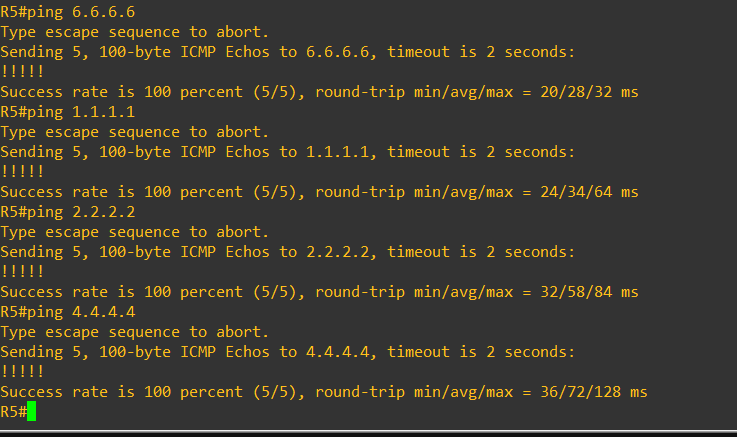 R5#ping 6.6.6.6
Type escape sequence to abort.
Sending 5, 100-byte ICMP Echos to 6.6.6.6, timeout is 2 seconds:
!!!!!
Success rate is 100 percent (5/5), round-trip min/avg/max = 20/28/32 ms
R5#ping 1.1.1.1
Type escape sequence to abort.
Sending 5, 100-byte ICMP Echos to 1.1.1.1, timeout is 2 seconds:
!!!!!
Success rate is 100 percent (5/5), round-trip min/avg/max = 24/34/64 ms
R5#ping 2.2.2.2
Type escape sequence to abort.
Sending 5, 100-byte ICMP Echos to 2.2.2.2, timeout is 2 seconds:
!!!!!
Success rate is 100 percent (5/5), round-trip min/avg/max = 32/58/84 ms
R5#ping 4.4.4.4
Type escape sequence to abort.
Sending 5, 100-byte ICMP Echos to 4.4.4.4, timeout is 2 seconds:
!!!!!
Success rate is 100 percent (5/5), round-trip min/avg/max = 36/72/128 ms
R5#